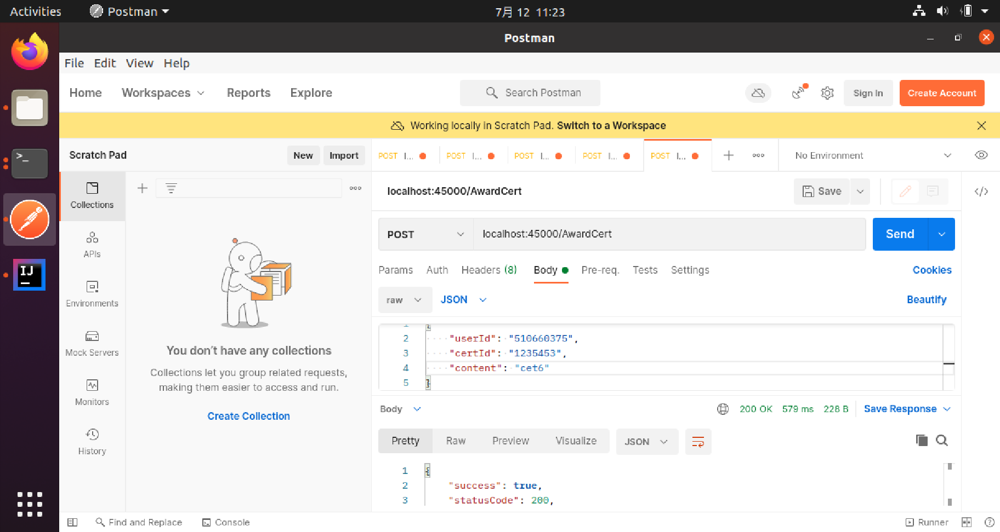 Activities
Postman
7月 12 11:23
Postman
File Edit View Help
Home Workspaces Reports Explore
Search Postman
Sign In
Create Account
Working locally in Scratch Pad. Switch to a Workspace
Scratch Pad
New
Import
POST l...
POST l...
POST l...
POST l...
POST l...
No Environment
Collections
APIs
Environments
Mock Servers
Monitors
History
You don't have any collections
Collections let you group related requests,
making them easier to access and run.
Create Collection
localhost:45000/AwardCert
Save
</>
POST
localhost:45000/AwardCert
Send
Params Auth Headers (8) Body Pre-req. Tests Settings
Cookies
raw
JSON
Beautify
1 {
2 "userId": "510660375",
3 "certId": "1235453",
4 "content": "cet6"
5 }
Body
200 OK 579 ms 228 B
Save Response
Pretty Raw Preview Visualize
JSON
1 {
2 "success": true,
3 "statusCode": 200,
Find and Replace
Console
Runner
IJ